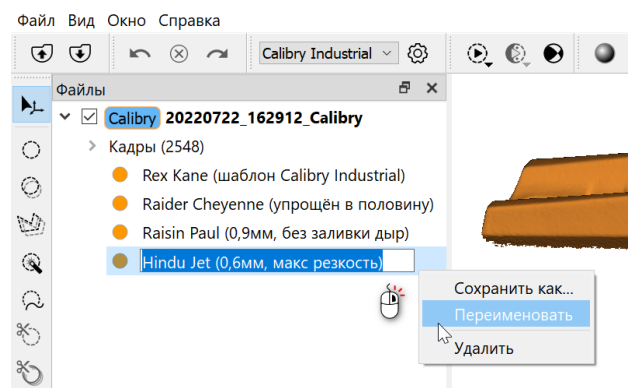 Файл Вид Окно Справка
Calibry Industrial
Файлы
Calibry 20220722_162912_Calibry
Кадры (2548)
Rex Kane (шаблон Calibry Industrial)
Raider Cheyenne (упрощён в половину)
Raisin Paul (0,9мм, без заливки дыр)
Hindu Jet (0,6мм, макс резкость)
Сохранить как...
Переименовать
Удалить